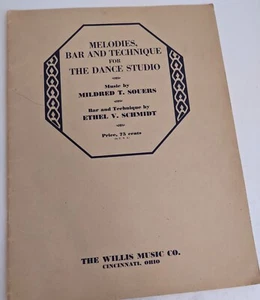 MELODIES,
BAR AND TECHNIQUE
FOR
THE DANCE STUDIO
Music by
MILDRED T. SOUERS
Bar and Technique by
ETHEL V. SCHMIDT
Price, 75 cents
THE WILLIS MUSIC CO.
CINCINNATI, OHIO